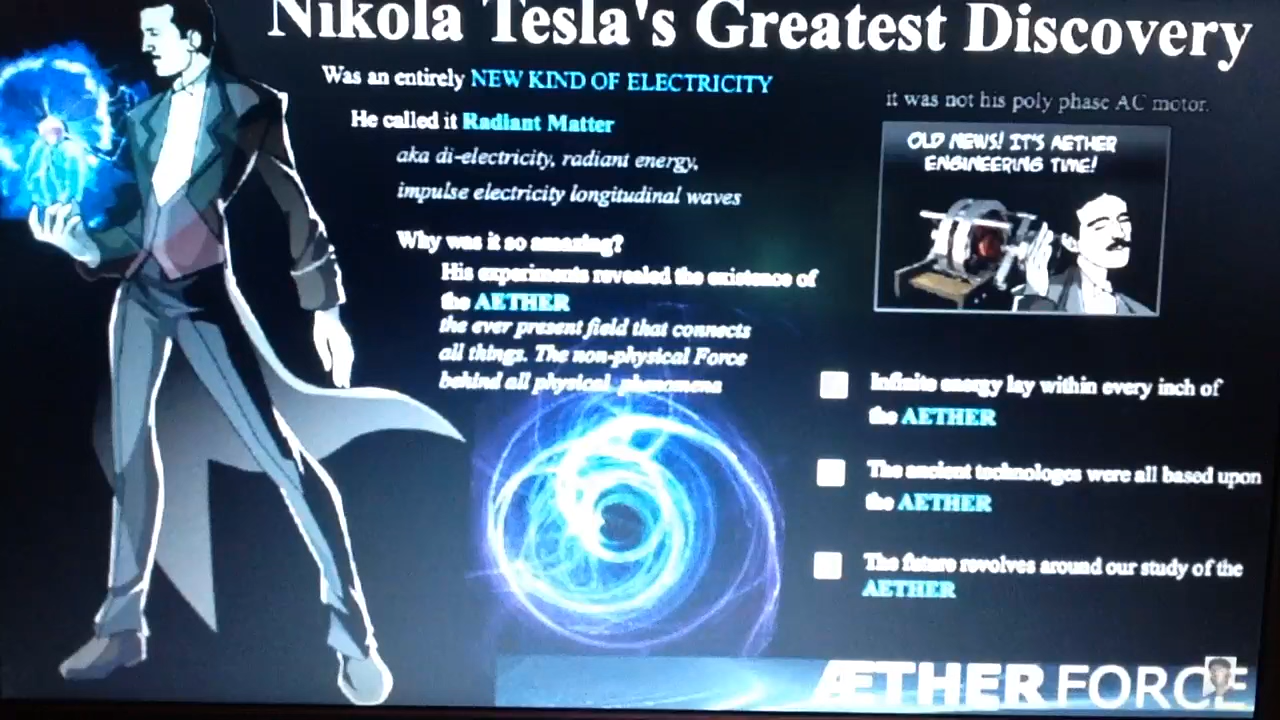 Nikola Tesla's Greatest Discovery
Was an entirely NEW KIND OF ELECTRICITY
it was not his poly phase AC motor.
He called it Radiant Matter
aka di-electricity, radiant energy,
impulse electricity longitudinal waves
OLD NEWS! IT'S AETHER
ENGINEERING TIME!
Why was it so amazing?
His experiments revealed the existence of
the AETHER
the ever present field that connects
all things. The non-physical Force
behind all physical phenomena
Infinite energy lay within every inch of
the AETHER
The ancient technologes were all based upon
the AETHER
The future revolves around our study of the
AETHER
ÆTHER FORCE